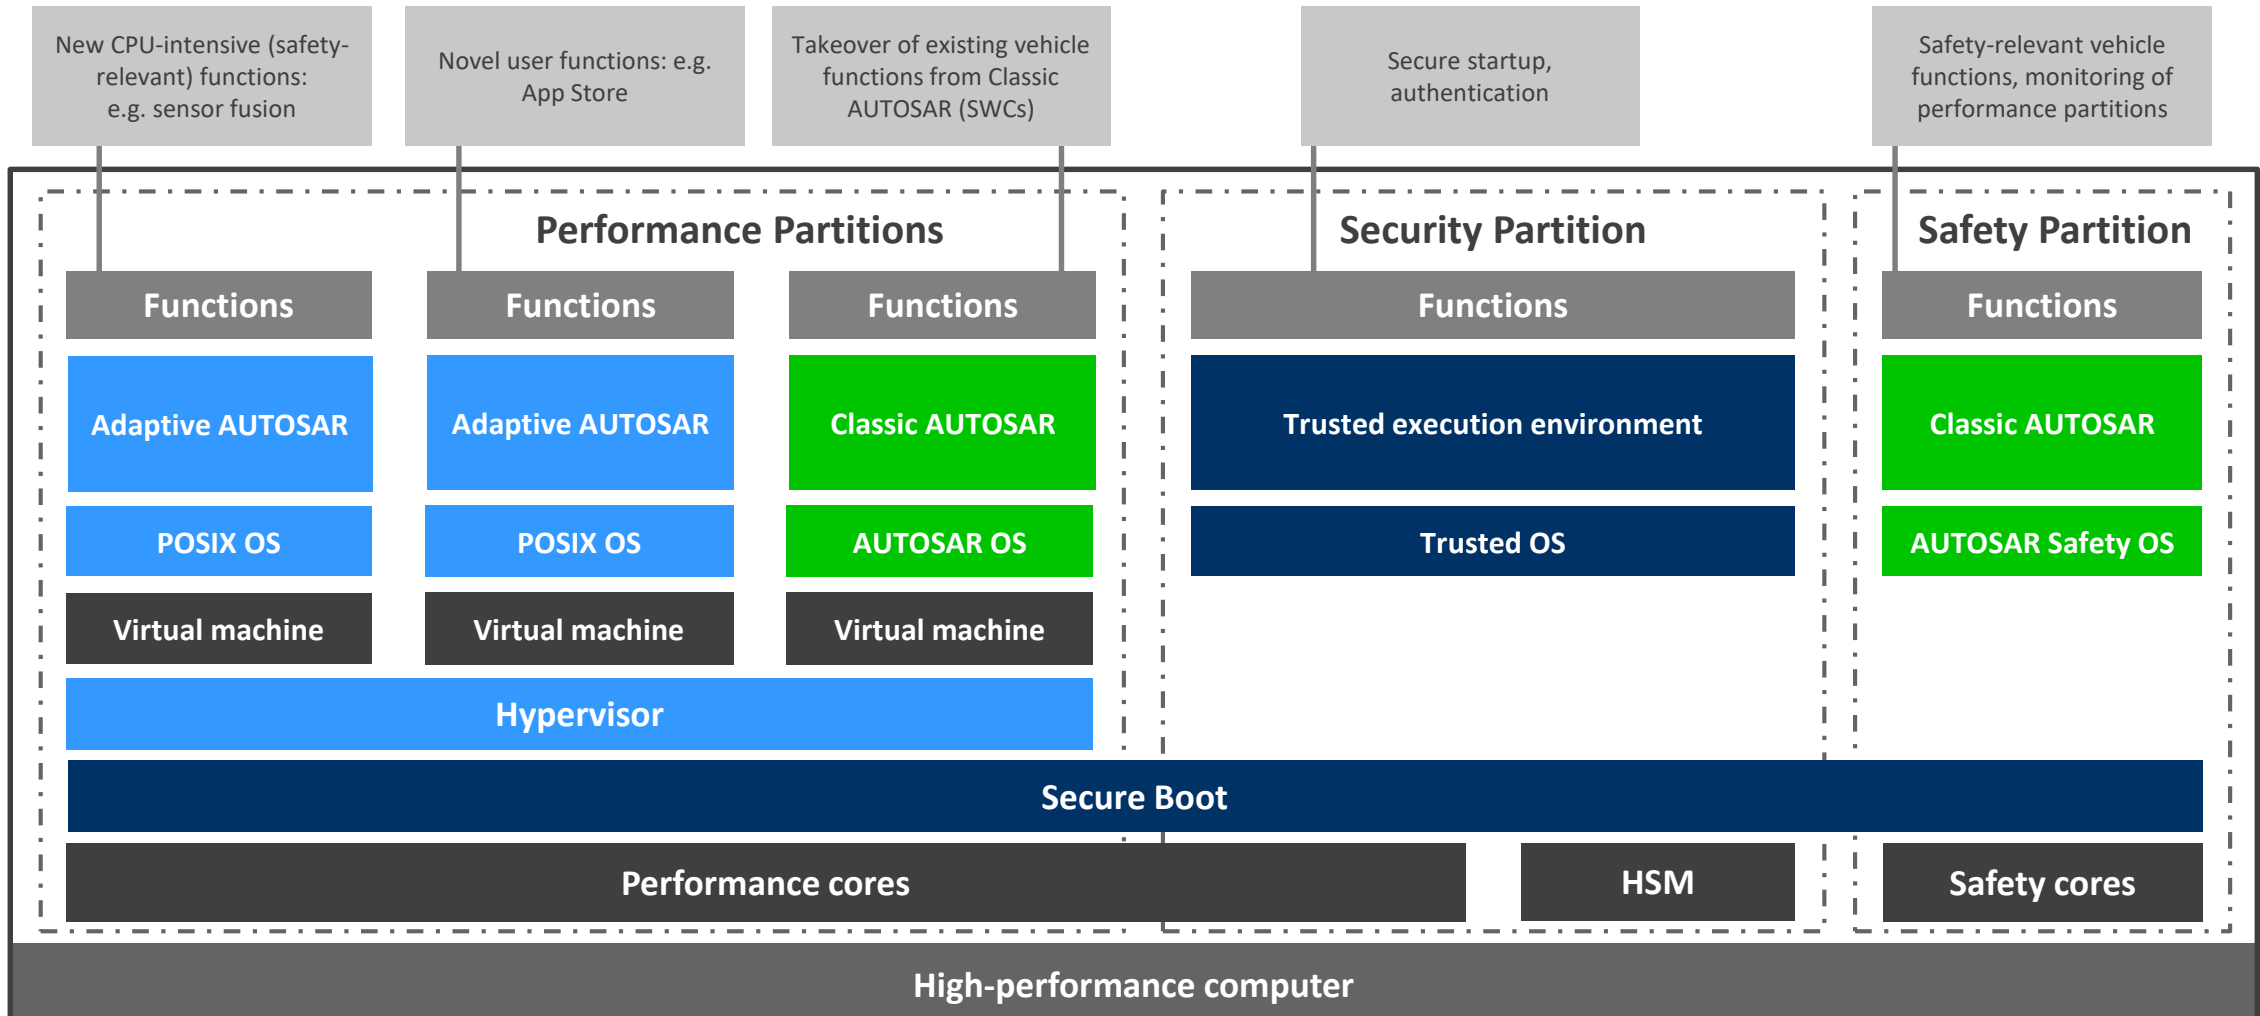 New CPU-intensive (safety-
relevant) functions:
e.g. sensor fusion
Novel user functions: e.g.
App Store
Takeover of existing vehicle
functions from Classic
AUTOSAR (SWCs)
Secure startup,
authentication
Safety-relevant vehicle
functions, monitoring of
performance partitions
Performance Partitions
Security Partition
Safety Partition
Functions
Functions
Functions
Functions
Functions
Adaptive AUTOSAR
Adaptive AUTOSAR
Classic AUTOSAR
Trusted execution environment
Classic AUTOSAR
POSIX OS
POSIX OS
AUTOSAR OS
Trusted OS
AUTOSAR Safety OS
Virtual machine
Virtual machine
Virtual machine
Hypervisor
Secure Boot
Performance cores
HSM
Safety cores
High-performance computer